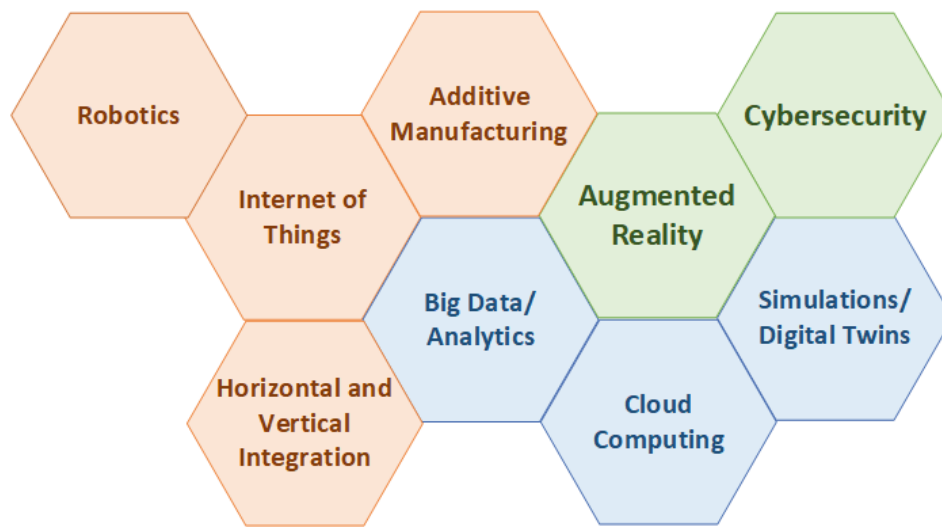 Robotics
Additive
Manufacturing
Cybersecurity
Internet of
Things
Augmented
Reality
Big Data/
Analytics
Simulations/
Digital Twins
Horizontal and
Vertical
Integration
Cloud
Computing